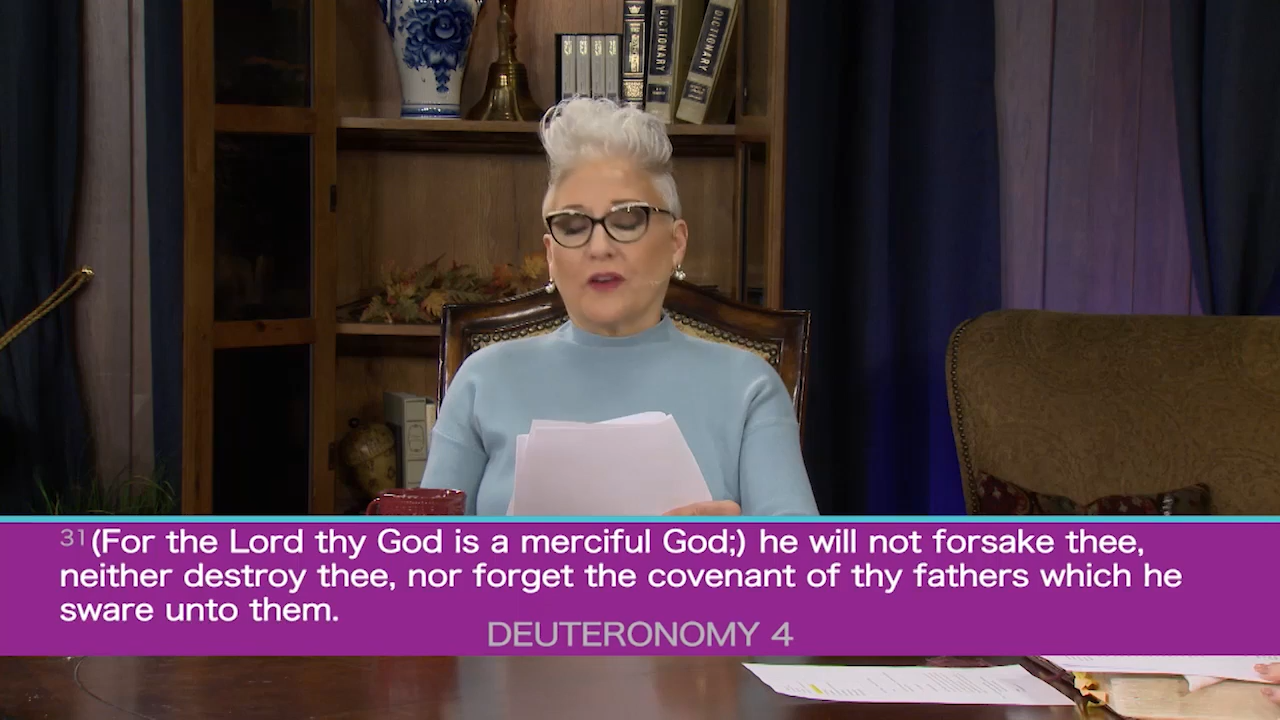 DICTIONARY
DICTIONARY
31(For the Lord thy God is a merciful God;) he will not forsake thee,
neither destroy thee, nor forget the covenant of thy fathers which he
sware unto them.
DEUTERONOMY 4